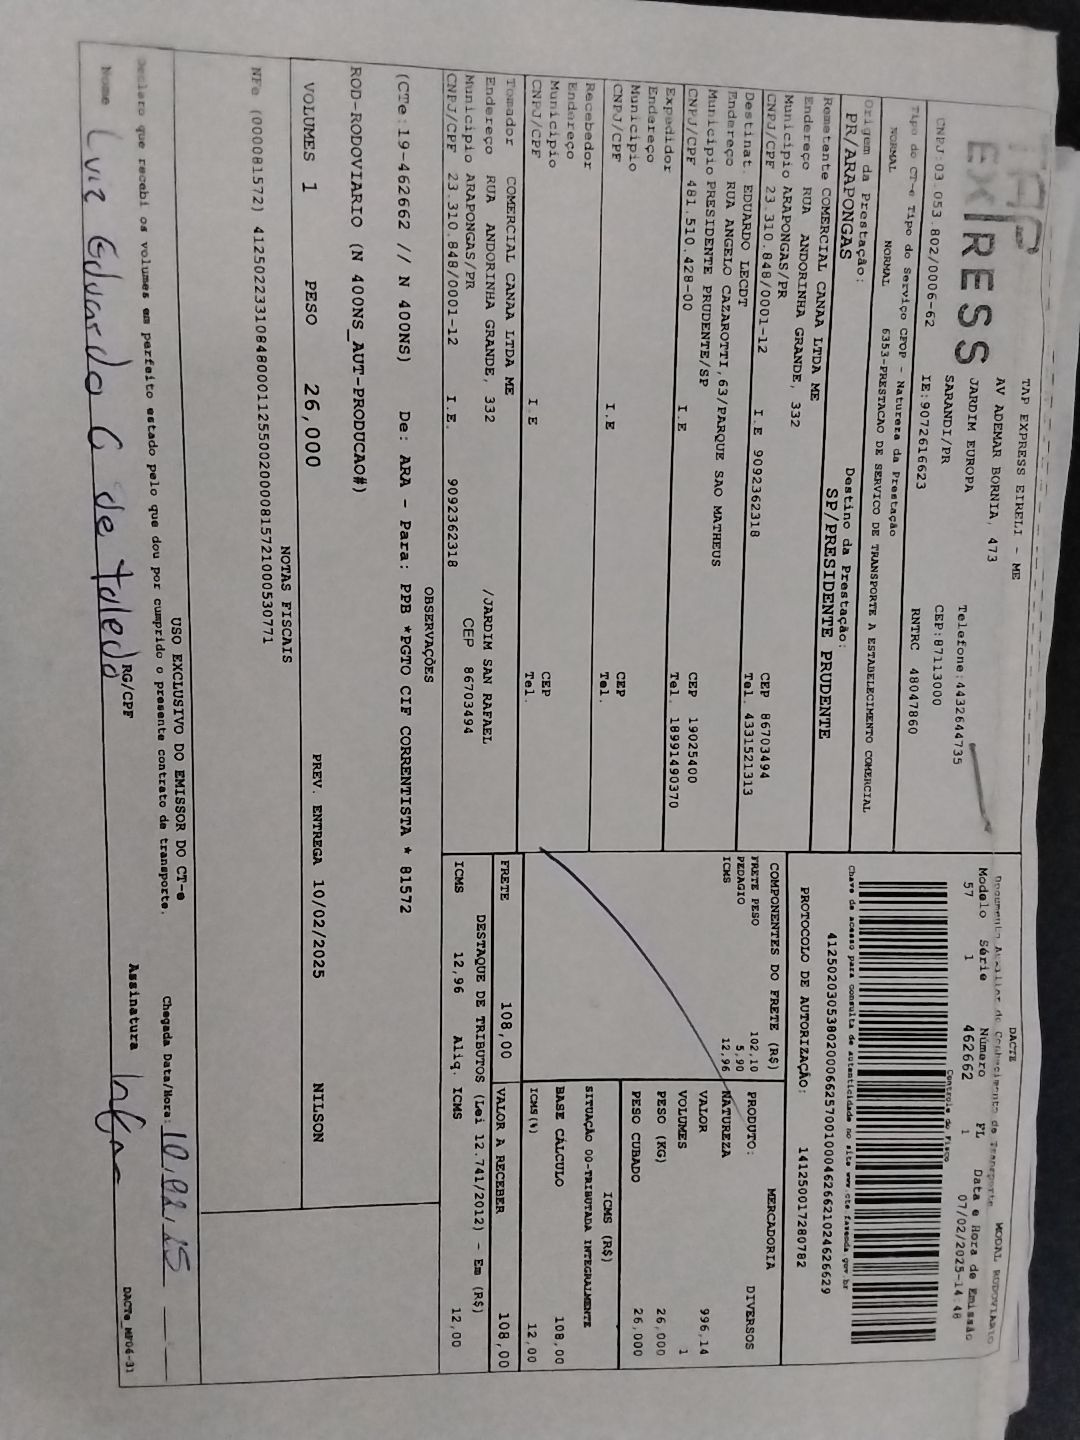 TAP
EX|RESS
TAP EXPRESS EIRELI - ME
AV ADEMAR BORNIA, 473
JARDIM EUROPA
SARANDI/PR
Telefone:4432644735
CEP:87113000
CNPJ:03.053.802/0006-62 IE:9072616623 RNTRC 48047860
Tipo do CT-e Tipo do Serviço CFOP - Natureza da Prestação
NORMAL NORMAL 6353-PRESTACAO DE SERVICO DE TRANSPORTE A ESTABELECIMENTO COMERCIAL
Origem da Prestação: Destino da Prestação:
PR/ARAPONGAS SP/PRESIDENTE PRUDENTE
DACTE
Documento Auxiliar do Conhecimento de Transporte MODAL RODOVIARIO
Modelo Série Número FL Data e Hora de Emissão
57 1 462662 1 07/02/2025-14:48
Controle do Fisco
Chave de acesso para consulta de autenticidade no site www.cte.fazenda.gov.br
41250203053802000662570010004626621024626629
PROTOCOLO DE AUTORIZAÇÃO: 141250017280782
Remetente COMERCIAL CANAA LTDA ME
Endereço RUA ANDORINHA GRANDE, 332
Município ARAPONGAS/PR CEP 86703494
CNPJ/CPF 23.310.848/0001-12 I.E 9092362318 Tel. 4331521313
Destinat. EDUARDO LECDT
Endereço RUA ANGELO CAZAROTTI,63/PARQUE SAO MATHEUS
Município PRESIDENTE PRUDENTE/SP CEP 19025400
CNPJ/CPF 481.510.428-00 I.E Tel. 18991490370
Expedidor
Endereço
Município CEP
CNPJ/CPF I.E Tel.
Recebedor
Endereço
Município CEP
CNPJ/CPF I.E Tel.
Tomador COMERCIAL CANAA LTDA ME
Endereço RUA ANDORINHA GRANDE, 332 /JARDIM SAN RAFAEL
Município ARAPONGAS/PR CEP 86703494
CNPJ/CPF 23.310.848/0001-12 I.E. 9092362318
COMPONENTES DO FRETE (R$)
FRETE PESO 102,10
PEDAGIO 5,90
ICMS 12,96
MERCADORIA
PRODUTO: DIVERSOS
NATUREZA
VALOR 996,14
VOLUMES 1
PESO (KG) 26,000
PESO CUBADO 26,000
ICMS (R$)
SITUAÇÃO 00-TRIBUTADA INTEGRALMENTE
BASE CÁLCULO 108,00
ICMS(%) 12,00
FRETE 108,00 VALOR A RECEBER 108,00
DESTAQUE DE TRIBUTOS (Lei 12.741/2012) - Em (R$)
ICMS 12,96 Aliq. ICMS 12,00
OBSERVAÇÕES
(CTe:19-462662 // N 400NS) De: ARA - Para: PPB *PGTO CIF CORRENTISTA * 81572
ROD-RODOVIARIO (N 400NS_AUT-PRODUCAO#)
VOLUMES 1 PESO 26,000 PREV. ENTREGA 10/02/2025 NILSON
NOTAS FISCAIS
NFe (000081572) 41250223310848000112550020000815721000530771
USO EXCLUSIVO DO EMISSOR DO CT-e
Declaro que recebi os volumes em perfeito estado pelo que dou por cumprido o presente contrato de transporte. Chegada Data/Hora:
Nome Luiz Eduardo G de Toledo RG/CPF Assinatura
DACTe_MF04-31